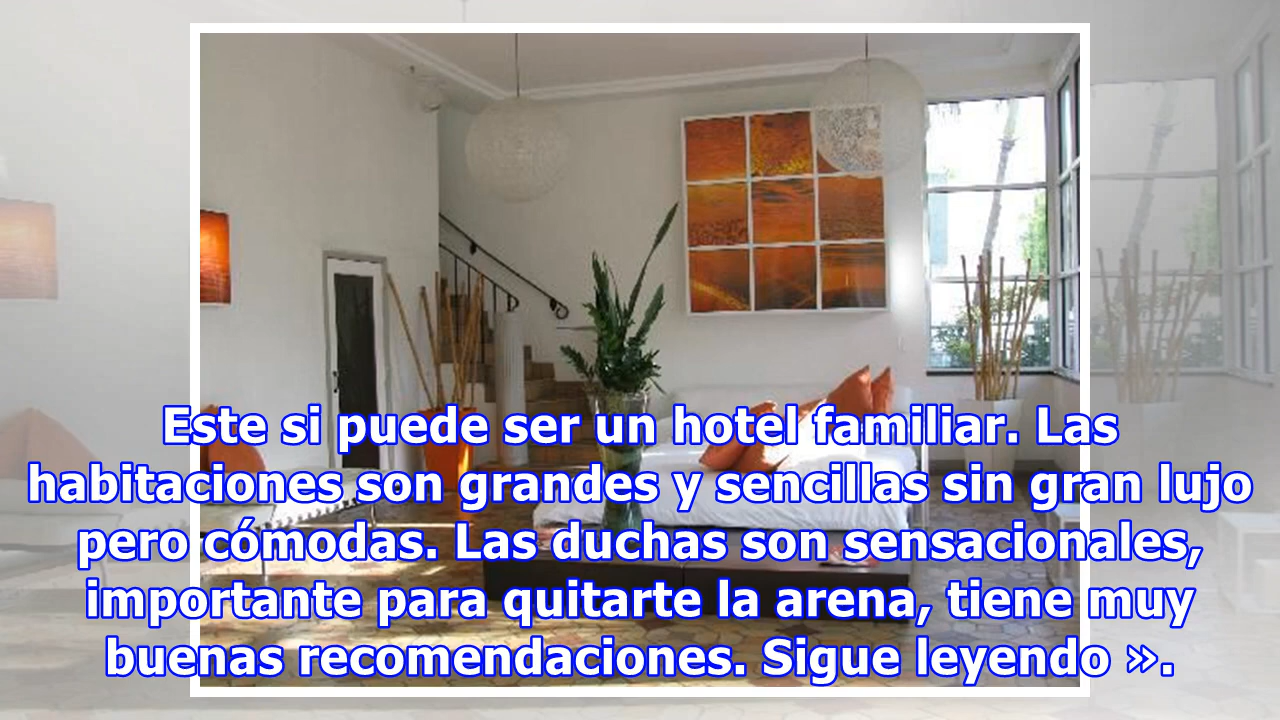 Este si puede ser un hotel familiar. Las
habitaciones son grandes y sencillas sin gran lujo
pero cómodas. Las duchas son sensacionales,
importante para quitarte la arena, tiene muy
buenas recomendaciones. Sigue leyendo ».